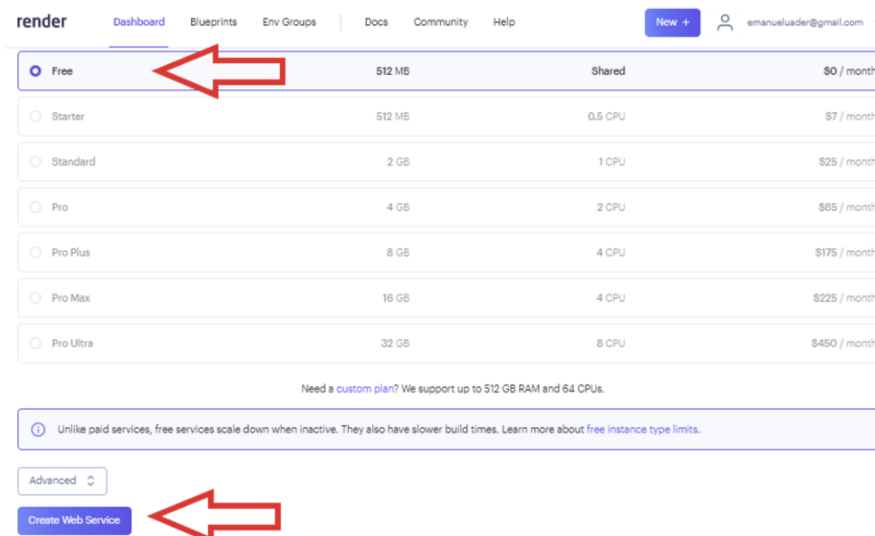 render Dashboard Blueprints Env Groups Docs Community Help New + emanueluader@gmail.com
Free 512 MB Shared $0 / month
Starter 512 MB 0.5 CPU $7 / month
Standard 2 GB 1 CPU $25 / month
Pro 4 GB 2 CPU $85 / month
Pro Plus 8 GB 4 CPU $175 / month
Pro Max 16 GB 4 CPU $225 / month
Pro Ultra 32 GB 8 CPU $450 / month
Need a custom plan? We support up to 512 GB RAM and 64 CPUs.
Unlike paid services, free services scale down when inactive. They also have slower build times. Learn more about free instance type limits.
Advanced
Create Web Service